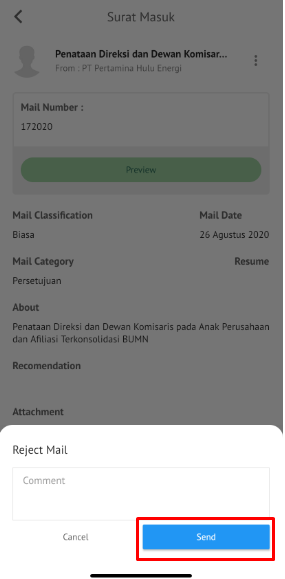 Surat Masuk
Penataan Direksi dan Dewan Komisar...
From : PT Pertamina Hulu Energi
Mail Number :
172020
Preview
Mail Classification
Mail Date
Biasa
26 Agustus 2020
Mail Category
Resume
Persetujuan
About
Penataan Direksi dan Dewan Komisaris pada Anak Perusahaan
dan Afiliasi Terkonsolidasi BUMN
Recomendation
Attachment
Reject Mail
Comment
Cancel
Send